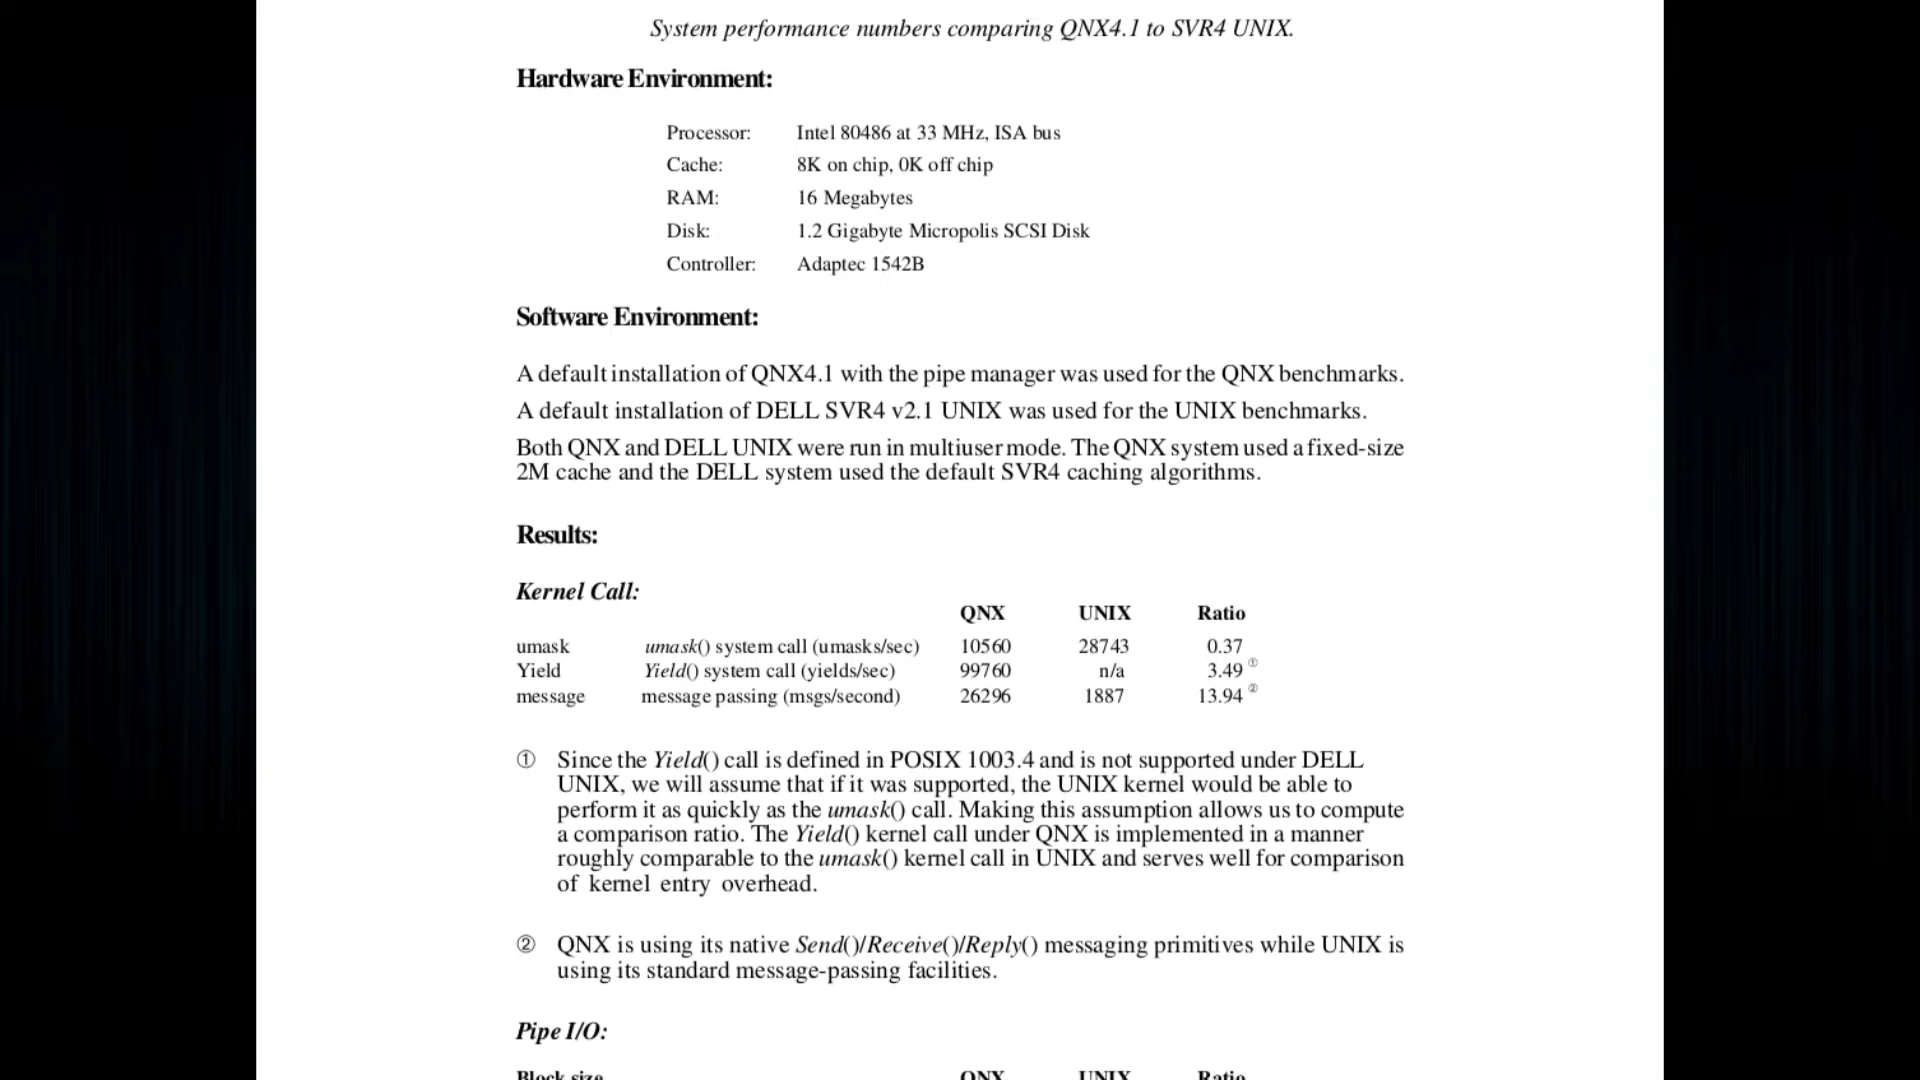 System performance numbers comparing QNX4.1 to SVR4 UNIX.
Hardware Environment:
Processor: Intel 80486 at 33 MHz, ISA bus
Cache: 8K on chip, 0K off chip
RAM: 16 Megabytes
Disk: 1.2 Gigabyte Micropolis SCSI Disk
Controller: Adaptec 1542B
Software Environment:
A default installation of QNX4.1 with the pipe manager was used for the QNX benchmarks.
A default installation of DELL SVR4 v2.1 UNIX was used for the UNIX benchmarks.
Both QNX and DELL UNIX were run in multiuser mode. The QNX system used a fixed-size
2M cache and the DELL system used the default SVR4 caching algorithms.
Results:
Kernel Call:
QNX UNIX Ratio
umask umask() system call (umasks/sec) 10560 28743 0.37
Yield Yield() system call (yields/sec) 99760 n/a 3.49 ①
message message passing (msgs/second) 26296 1887 13.94 ②
① Since the Yield() call is defined in POSIX 1003.4 and is not supported under DELL
UNIX, we will assume that if it was supported, the UNIX kernel would be able to
perform it as quickly as the umask() call. Making this assumption allows us to compute
a comparison ratio. The Yield() kernel call under QNX is implemented in a manner
roughly comparable to the umask() kernel call in UNIX and serves well for comparison
of kernel entry overhead.
② QNX is using its native Send()/Receive()/Reply() messaging primitives while UNIX is
using its standard message-passing facilities.
Pipe I/O:
Block size QNX UNIX Ratio